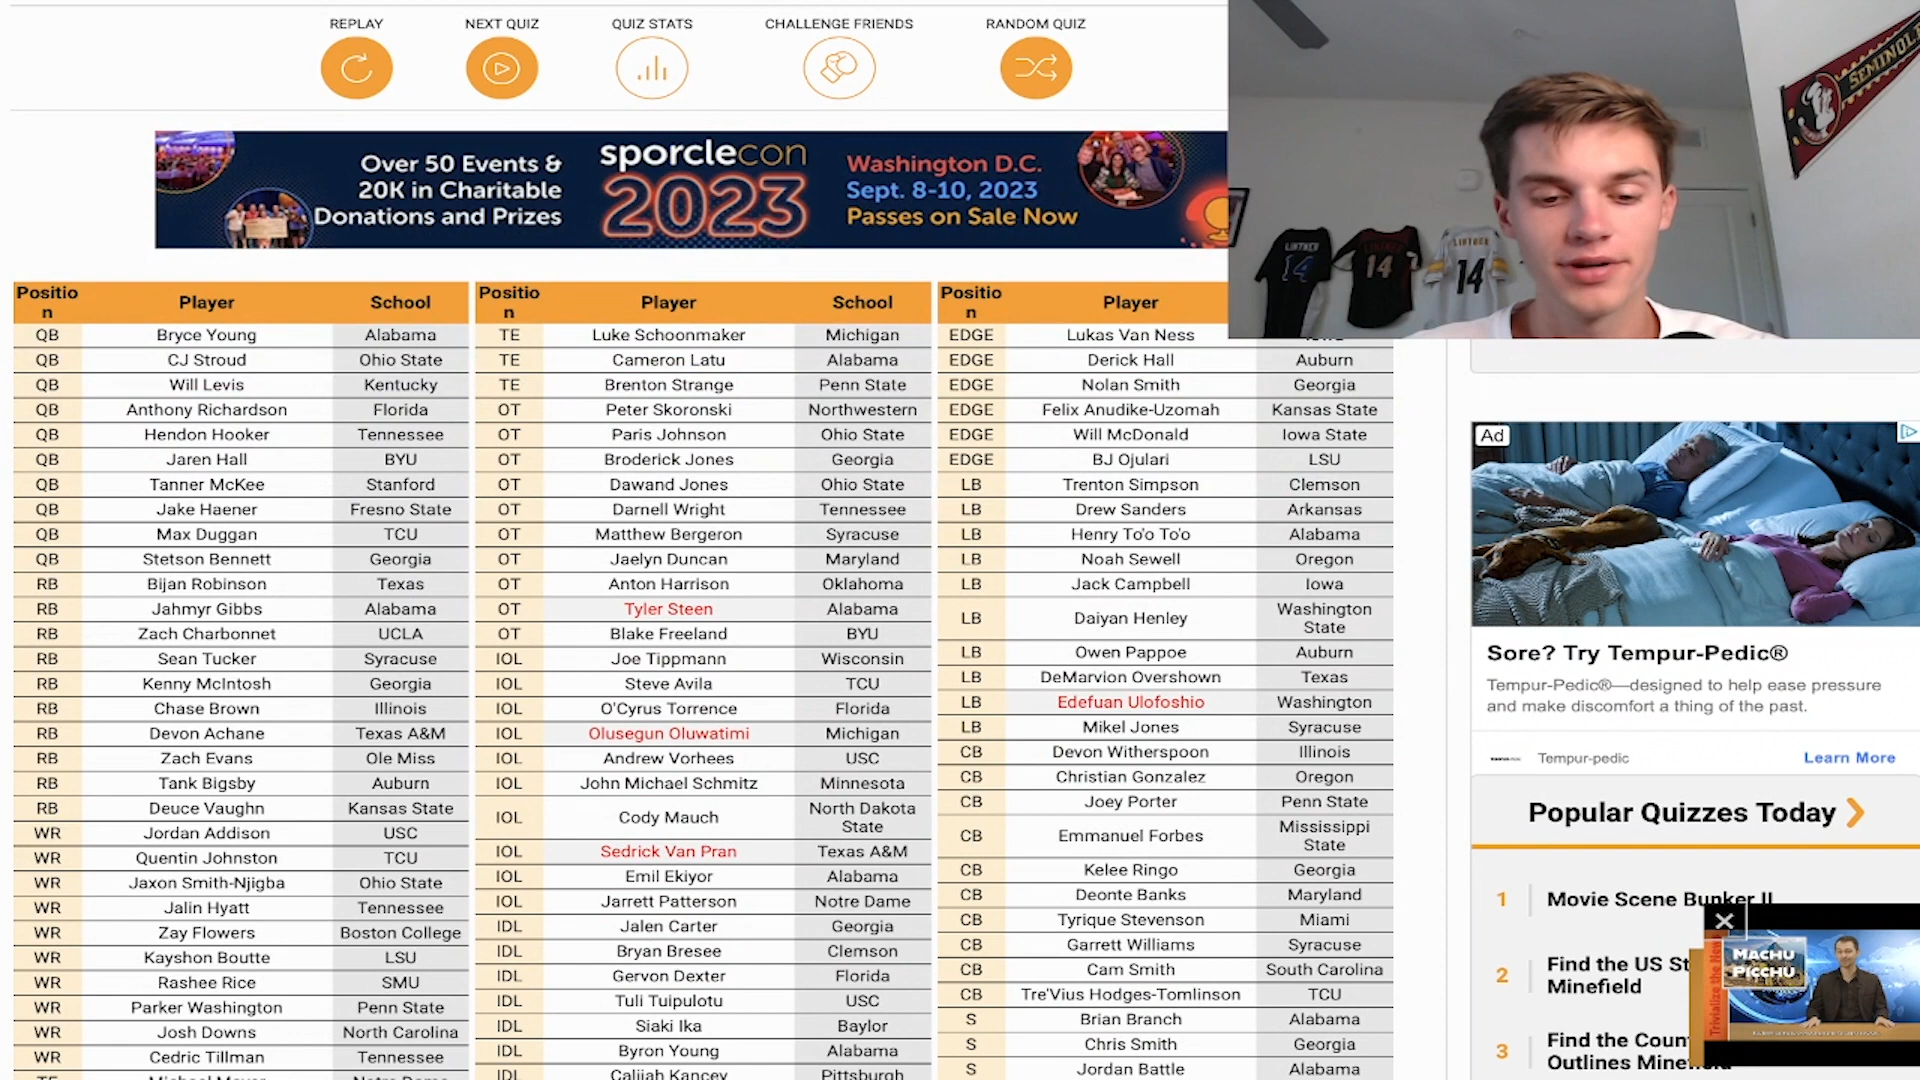 REPLAY
NEXT QUIZ
QUIZ STATS
CHALLENGE FRIENDS
RANDOM QUIZ
Over 50 Events &
20K in Charitable
Donations and Prizes
sporclecon
2023
Washington D.C.
Sept. 8-10, 2023
Passes on Sale Now
SEMINOL
LINTNER
14
14
LINTNER
14
Position Player School
QB Bryce Young Alabama
QB CJ Stroud Ohio State
QB Will Levis Kentucky
QB Anthony Richardson Florida
QB Hendon Hooker Tennessee
QB Jaren Hall BYU
QB Tanner McKee Stanford
QB Jake Haener Fresno State
QB Max Duggan TCU
QB Stetson Bennett Georgia
RB Bijan Robinson Texas
RB Jahmyr Gibbs Alabama
RB Zach Charbonnet UCLA
RB Sean Tucker Syracuse
RB Kenny McIntosh Georgia
RB Chase Brown Illinois
RB Devon Achane Texas A&M
RB Zach Evans Ole Miss
RB Tank Bigsby Auburn
RB Deuce Vaughn Kansas State
WR Jordan Addison USC
WR Quentin Johnston TCU
WR Jaxon Smith-Njigba Ohio State
WR Jalin Hyatt Tennessee
WR Zay Flowers Boston College
WR Kayshon Boutte LSU
WR Rashee Rice SMU
WR Parker Washington Penn State
WR Josh Downs North Carolina
WR Cedric Tillman Tennessee
Position Player School
TE Luke Schoonmaker Michigan
TE Cameron Latu Alabama
TE Brenton Strange Penn State
OT Peter Skoronski Northwestern
OT Paris Johnson Ohio State
OT Broderick Jones Georgia
OT Dawand Jones Ohio State
OT Darnell Wright Tennessee
OT Matthew Bergeron Syracuse
OT Jaelyn Duncan Maryland
OT Anton Harrison Oklahoma
OT Tyler Steen Alabama
OT Blake Freeland BYU
IOL Joe Tippmann Wisconsin
IOL Steve Avila TCU
IOL O'Cyrus Torrence Florida
IOL Olusegun Oluwatimi Michigan
IOL Andrew Vorhees USC
IOL John Michael Schmitz Minnesota
IOL Cody Mauch North Dakota
State
IOL Sedrick Van Pran Texas A&M
IOL Emil Ekiyor Alabama
IOL Jarrett Patterson Notre Dame
IDL Jalen Carter Georgia
IDL Bryan Bresee Clemson
IDL Gervon Dexter Florida
IDL Tuli Tuipulotu USC
IDL Siaki Ika Baylor
IDL Byron Young Alabama
IDL Calijah Kancey Pittsburgh
Position Player
EDGE Lukas Van Ness
EDGE Derick Hall Auburn
EDGE Nolan Smith Georgia
EDGE Felix Anudike-Uzomah Kansas State
EDGE Will McDonald Iowa State
EDGE BJ Ojulari LSU
LB Trenton Simpson Clemson
LB Drew Sanders Arkansas
LB Henry To'o To'o Alabama
LB Noah Sewell Oregon
LB Jack Campbell Iowa
LB Daiyan Henley Washington
State
LB Owen Pappoe Auburn
LB DeMarvion Overshown Texas
LB Edefuan Ulofoshio Washington
LB Mikel Jones Syracuse
CB Devon Witherspoon Illinois
CB Christian Gonzalez Oregon
CB Joey Porter Penn State
CB Emmanuel Forbes Mississippi
State
CB Kelee Ringo Georgia
CB Deonte Banks Maryland
CB Tyrique Stevenson Miami
CB Garrett Williams Syracuse
CB Cam Smith South Carolina
CB Tre'Vius Hodges-Tomlinson TCU
S Brian Branch Alabama
S Chris Smith Georgia
S Jordan Battle Alabama
Ad
Sore? Try Tempur-Pedic®
Tempur-Pedic®—designed to help ease pressure
and make discomfort a thing of the past.
Tempur-pedic
Learn More
Popular Quizzes Today
1 Movie Scene Bunker II
2 Find the US St
Minefield
3 Find the Coun
Outlines Minefield
Trivialize the News
MACHU
PICCHU